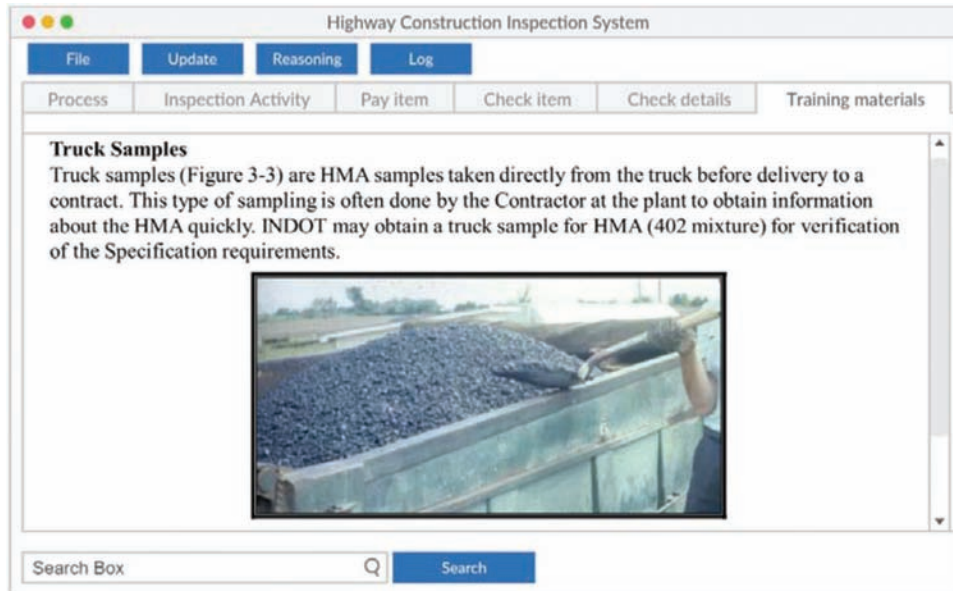 Highway Construction Inspection System
File Update Reasoning Log
Process Inspection Activity Pay item Check item Check details Training materials
Truck Samples
Truck samples (Figure 3-3) are HMA samples taken directly from the truck before delivery to a
contract. This type of sampling is often done by the Contractor at the plant to obtain information
about the HMA quickly. INDOT may obtain a truck sample for HMA (402 mixture) for verification
of the Specification requirements.
Search Box Search